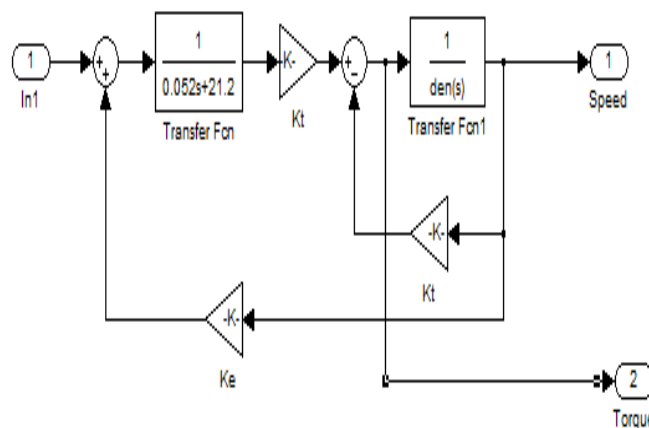 1
In1
+
+
1
0.052s+21.2
Transfer Fcn
-K-
Kt
+
−
1
den(s)
Transfer Fcn1
1
Speed
-K-
Kt
-K-
Ke
2
Torque